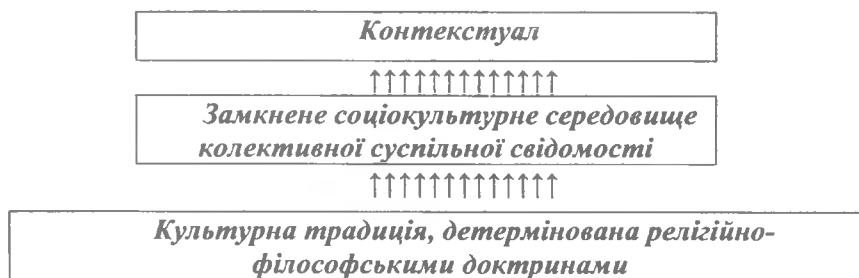 Контекстуал
↑↑↑↑↑↑↑↑↑↑↑↑↑
Замкнене соціокультурне середовище
колективної суспільної свідомості
↑↑↑↑↑↑↑↑↑↑↑↑↑
Культурна традиція, детермінована релігійно-
філософськими доктринами